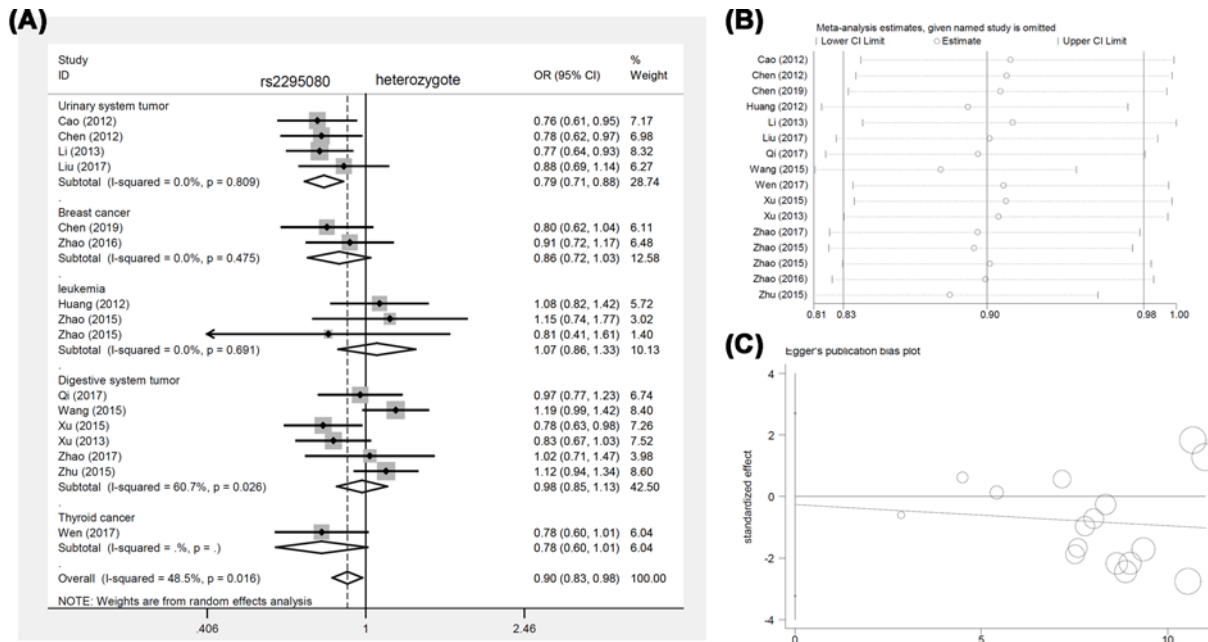 (A)
Study
ID
rs2295080
heterozygote
OR (95% CI)
%
Weight
Urinary system tumor
Cao (2012) 0.76 (0.61, 0.95) 7.17
Chen (2012) 0.78 (0.62, 0.97) 6.98
Li (2013) 0.77 (0.64, 0.93) 8.32
Liu (2017) 0.88 (0.69, 1.14) 6.27
Subtotal (I-squared = 0.0%, p = 0.809) 0.79 (0.71, 0.88) 28.74
.
Breast cancer
Chen (2019) 0.80 (0.62, 1.04) 6.11
Zhao (2016) 0.91 (0.72, 1.17) 6.48
Subtotal (I-squared = 0.0%, p = 0.475) 0.86 (0.72, 1.03) 12.58
.
leukemia
Huang (2012) 1.08 (0.82, 1.42) 5.72
Zhao (2015) 1.15 (0.74, 1.77) 3.02
Zhao (2015) 0.81 (0.41, 1.61) 1.40
Subtotal (I-squared = 0.0%, p = 0.691) 1.07 (0.86, 1.33) 10.13
.
Digestive system tumor
Qi (2017) 0.97 (0.77, 1.23) 6.74
Wang (2015) 1.19 (0.99, 1.42) 8.40
Xu (2015) 0.78 (0.63, 0.98) 7.26
Xu (2013) 0.83 (0.67, 1.03) 7.52
Zhao (2017) 1.02 (0.71, 1.47) 3.98
Zhu (2015) 1.12 (0.94, 1.34) 8.60
Subtotal (I-squared = 60.7%, p = 0.026) 0.98 (0.85, 1.13) 42.50
.
Thyroid cancer
Wen (2017) 0.78 (0.60, 1.01) 6.04
Subtotal (I-squared = .%, p = .) 0.78 (0.60, 1.01) 6.04
.
Overall (I-squared = 48.5%, p = 0.016) 0.90 (0.83, 0.98) 100.00
NOTE: Weights are from random effects analysis
.406 1 2.46
(B)
Meta-analysis estimates, given named study is omitted
Lower CI Limit Estimate Upper CI Limit
Cao (2012)
Chen (2012)
Chen (2019)
Huang (2012)
Li (2013)
Liu (2017)
Qi (2017)
Wang (2015)
Wen (2017)
Xu (2015)
Xu (2013)
Zhao (2017)
Zhao (2015)
Zhao (2015)
Zhao (2016)
Zhu (2015)
0.81 0.83 0.90 0.98 1.00
(C)
Egger's publication bias plot
standardized effect
4
2
0
-2
-4
0 5 10